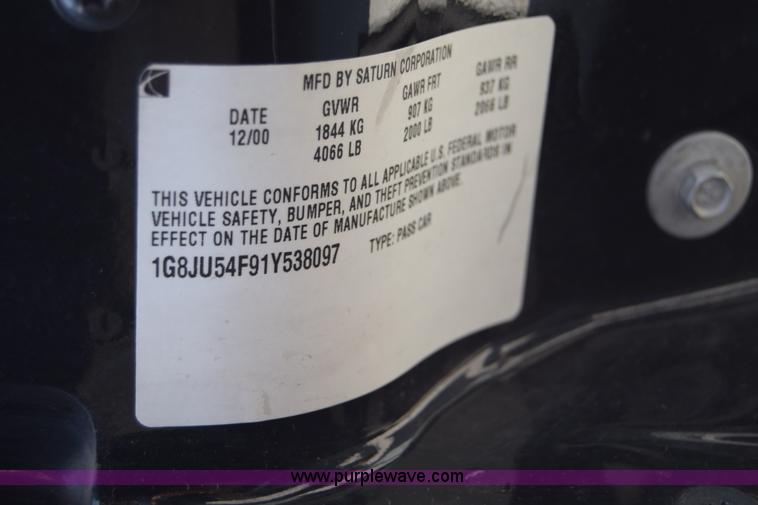 MFD BY SATURN CORPORATION
DATE GVWR GAWR FRT GAWR RR
12/00 1844 KG 907 KG 937 KG
4066 LB 2000 LB 2066 LB
THIS VEHICLE CONFORMS TO ALL APPLICABLE U.S. FEDERAL MOTOR
VEHICLE SAFETY, BUMPER, AND THEFT PREVENTION STANDARDS IN
EFFECT ON THE DATE OF MANUFACTURE SHOWN ABOVE.
1G8JU54F91Y538097 TYPE: PASS CAR
www.purplewave.com